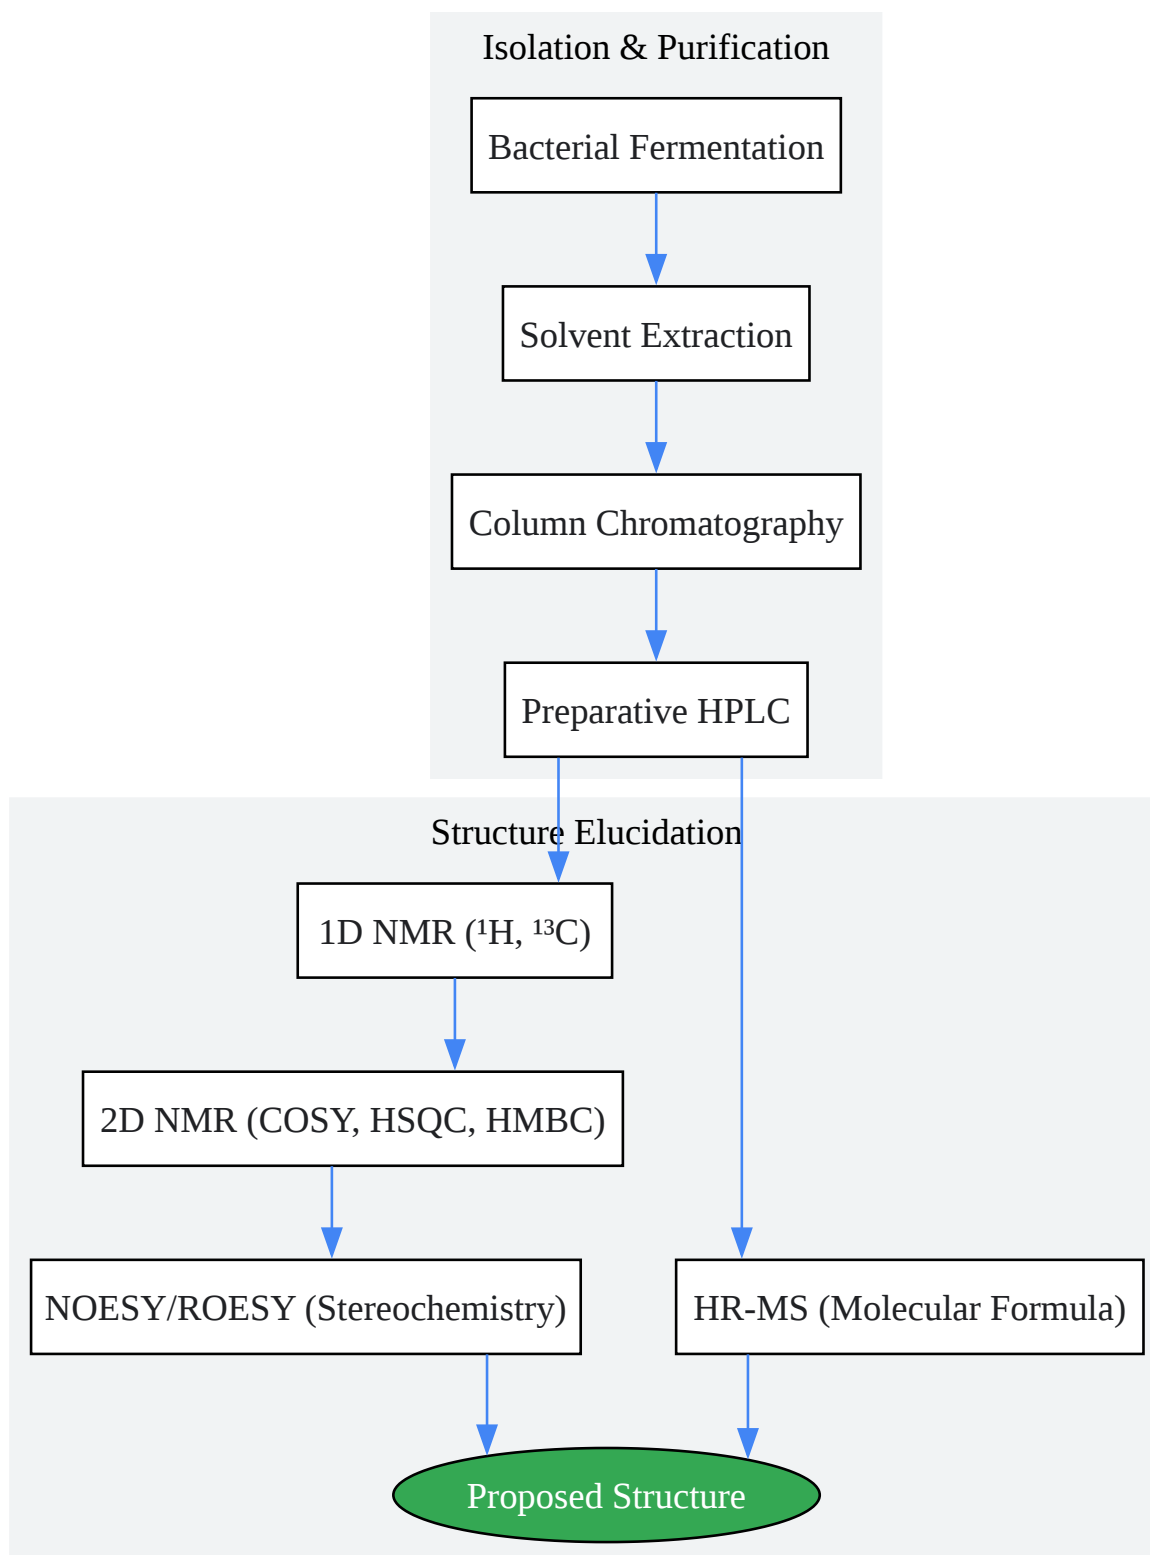 Isolation & Purification
Bacterial Fermentation
Solvent Extraction
Column Chromatography
Preparative HPLC
Structure Elucidation
1D NMR (¹H, ¹³C)
2D NMR (COSY, HSQC, HMBC)
NOESY/ROESY (Stereochemistry)
HR-MS (Molecular Formula)
Proposed Structure